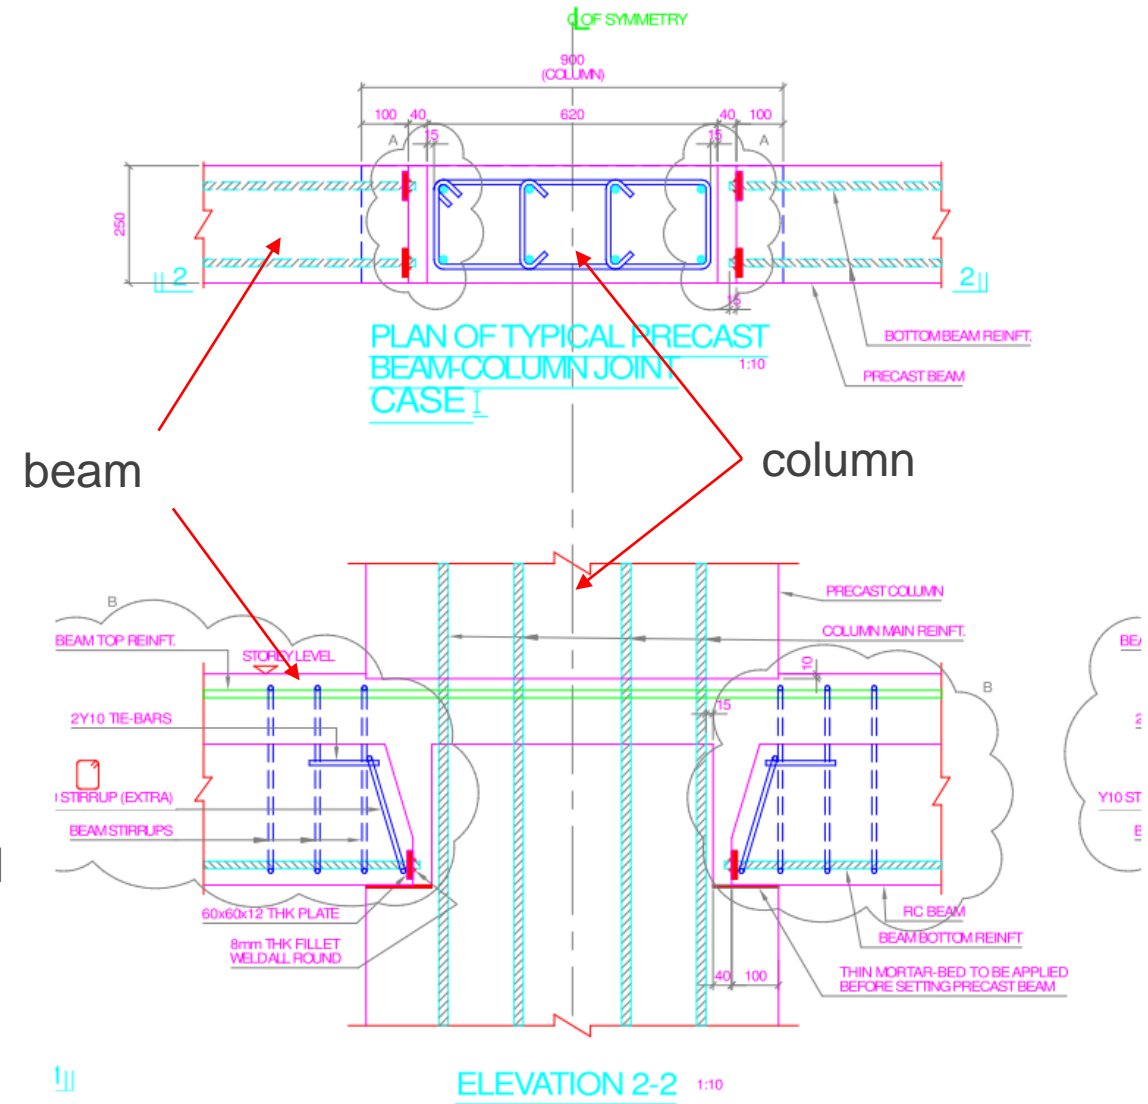 ℄ OF SYMMETRY
900
(COLUMN)
100 40 620 40 100
A 15 15 A
250
2 2
15
PLAN OF TYPICAL PRECAST
BEAM-COLUMN JOINT 1:10
CASE I
BOTTOM BEAM REINFT.
PRECAST BEAM
beam
column
B
PRECAST COLUMN
BEAM TOP REINFT.
COLUMN MAIN REINFT.
STOREY LEVEL
10
B
15
2Y10 TIE-BARS
STIRRUP (EXTRA)
Y10 ST
BEAM STIRRUPS
60x60x12 THK PLATE
RC BEAM
8mm THK FILLET
WELD ALL ROUND
BEAM BOTTOM REINFT
40 100
THIN MORTAR-BED TO BE APPLIED
BEFORE SETTING PRECAST BEAM
1
ELEVATION 2-2 1:10